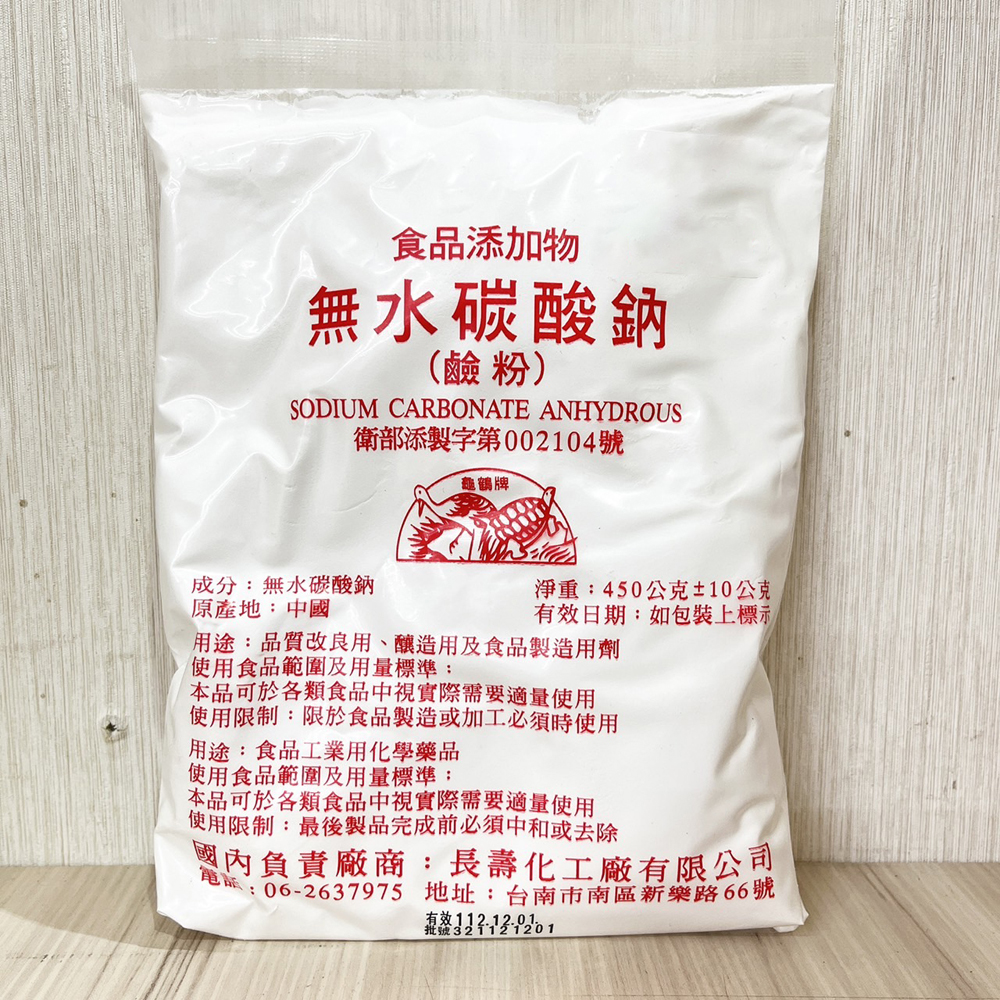 食品添加物
無水碳酸鈉
（鹼粉）
SODIUM CARBONATE ANHYDROUS
衛部添製字第002104號
龜鶴牌
成分：無水碳酸鈉
淨重：450公克±10公克
原產地：中國
有效日期：如包裝上標示
用途：品質改良用、釀造用及食品製造用劑
使用食品範圍及用量標準：
本品可於各類食品中視實際需要適量使用
使用限制：限於食品製造或加工必須時使用
用途：食品工業用化學藥品
使用食品範圍及用量標準：
本品可於各類食品中視實際需要適量使用
使用限制：最後製品完成前必須中和或去除
國內負責廠商：長壽化工廠有限公司
電話：06-2637975 地址：台南市南區新樂路66號
有效112.12.01.
批號321121201